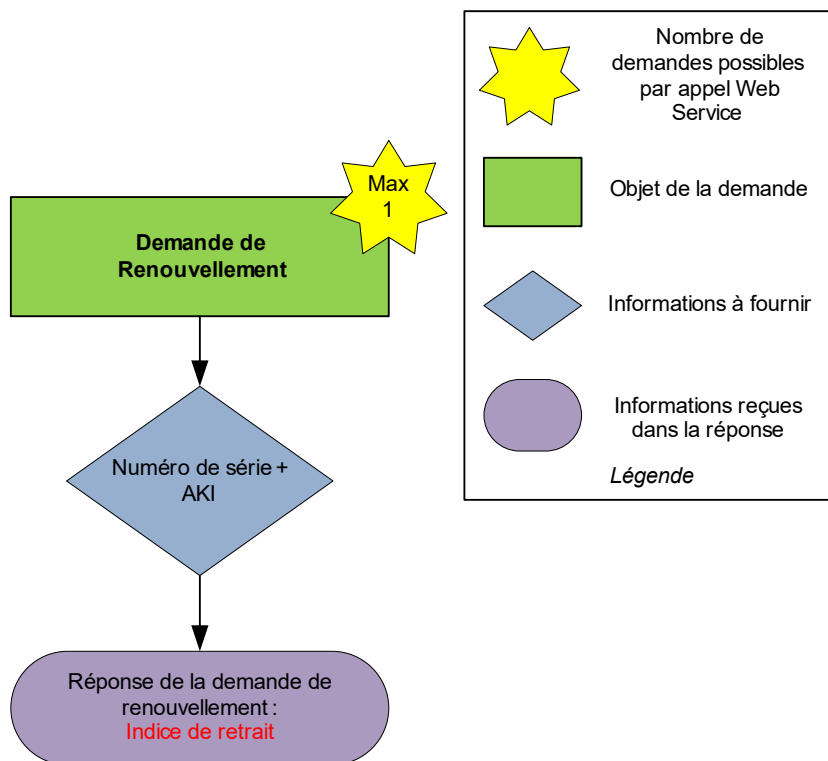 Max
1
Demande de
Renouvellement
Numéro de série +
AKI
Réponse de la demande de
renouvellement :
Indice de retrait
Nombre de
demandes possibles
par appel Web
Service
Objet de la demande
Informations à fournir
Informations reçues
dans la réponse
Légende